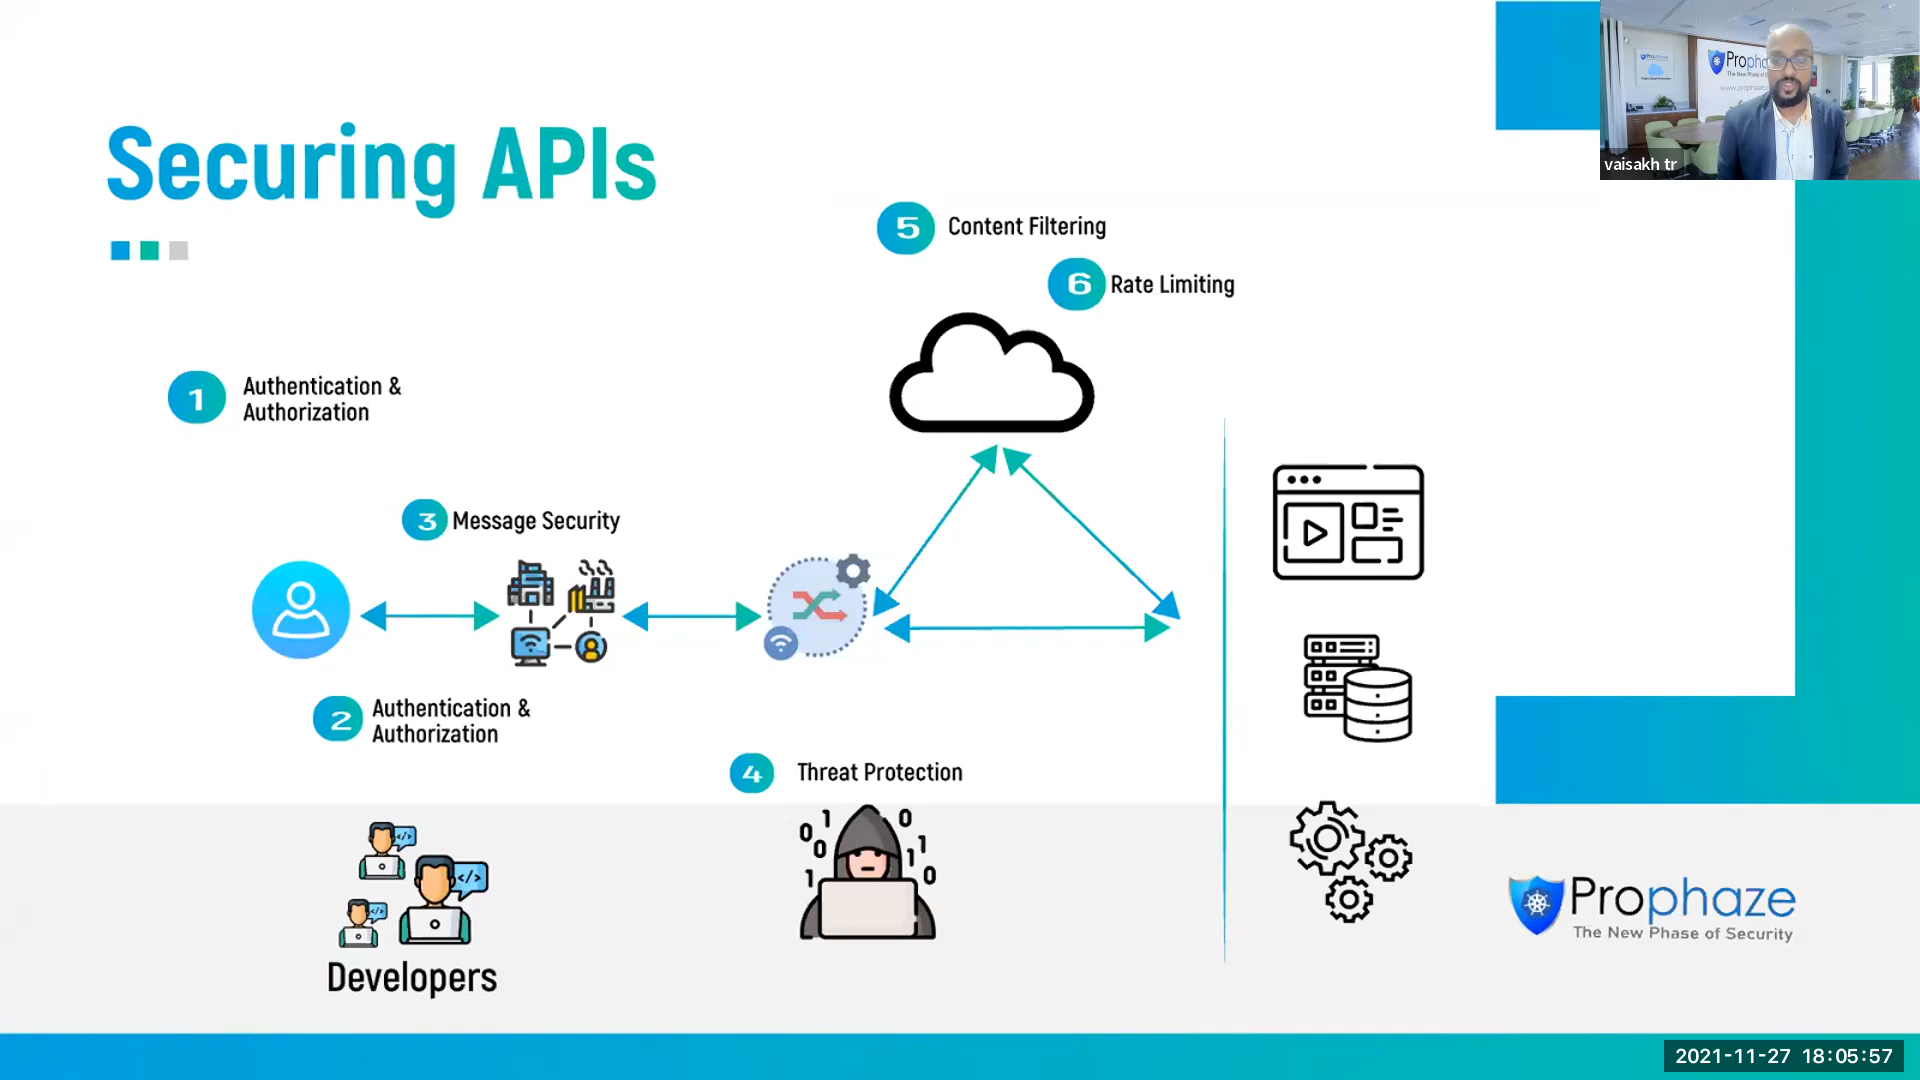 Securing APIs
5 Content Filtering
6 Rate Limiting
1 Authentication &
Authorization
3 Message Security
2 Authentication &
Authorization
4 Threat Protection
Developers
Prophaze
The New Phase of Security
vaisakh tr
2021-11-27 18:05:57